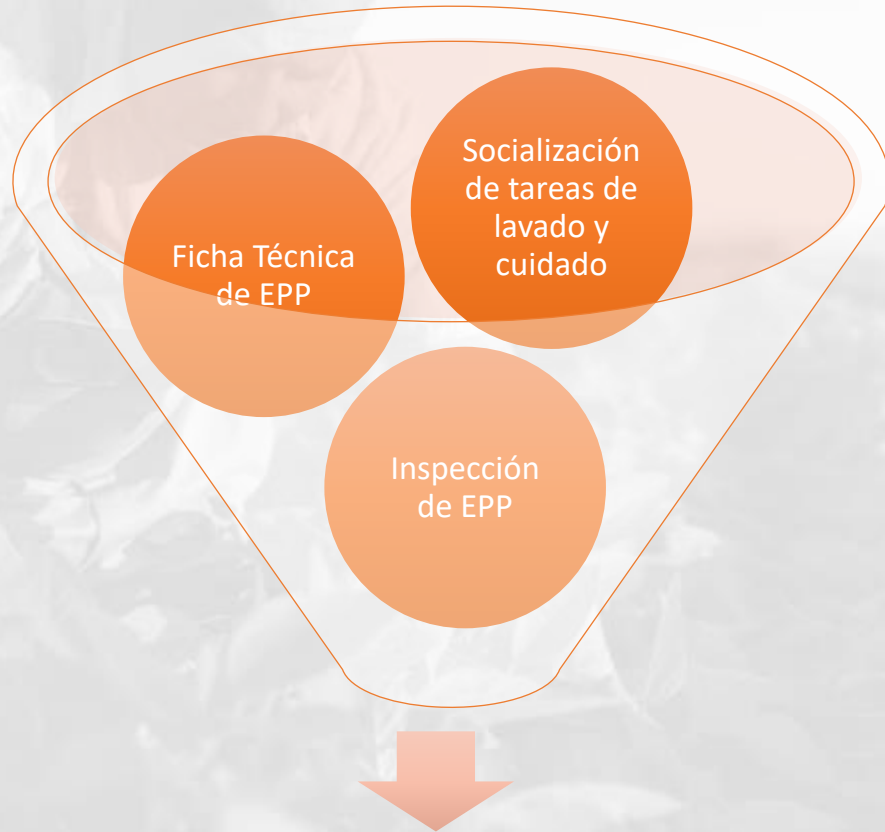 Socialización
de tareas de
lavado y
cuidado
Ficha Técnica
de EPP
Inspección
de EPP